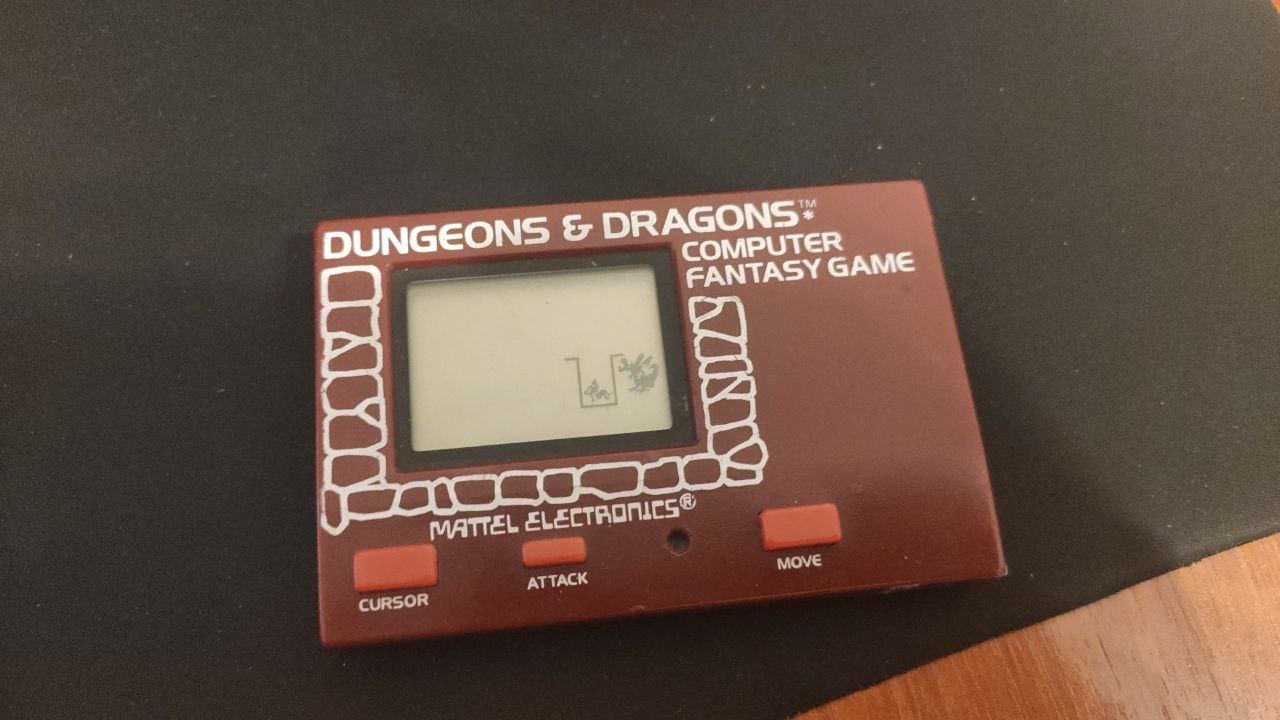 DUNGEONS & DRAGONS™*
COMPUTER
FANTASY GAME
MATTEL ELECTRONICS®
CURSOR
ATTACK
MOVE